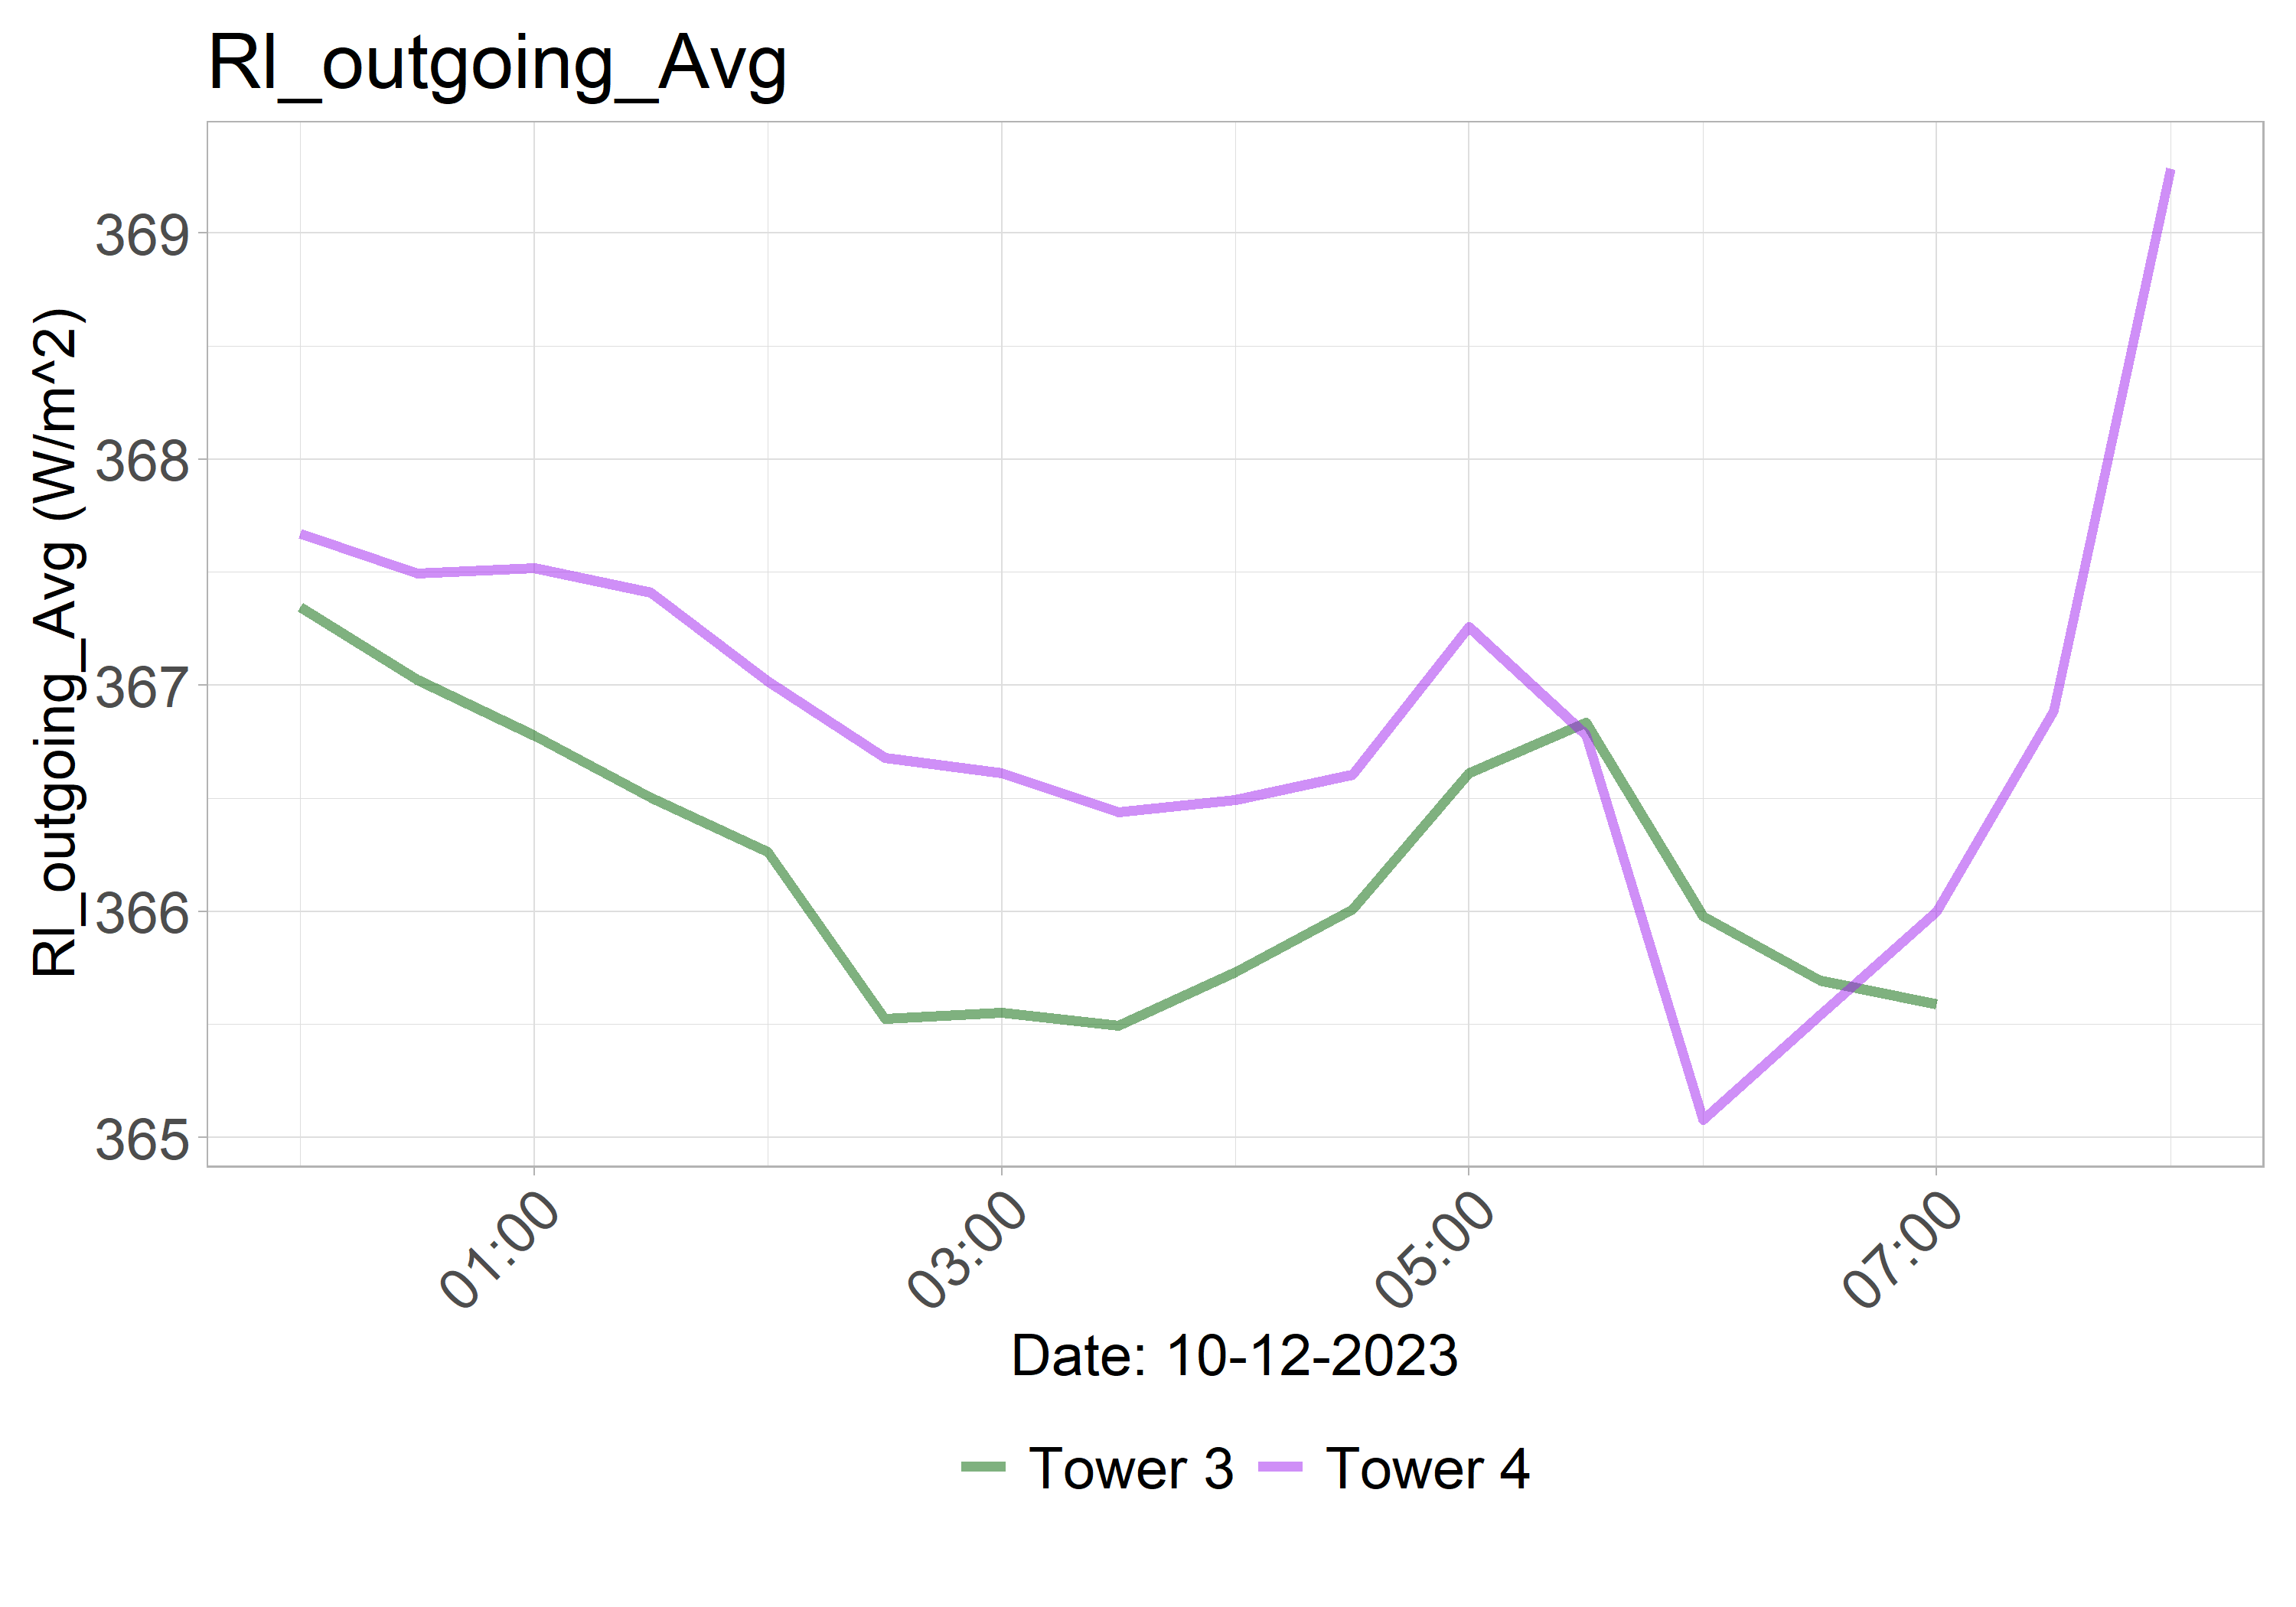 Rl_outgoing_Avg
Rl_outgoing_Avg (W/m^2)
369
368
367
366
365
01:00
03:00
05:00
07:00
Date: 10-12-2023
Tower 3
Tower 4